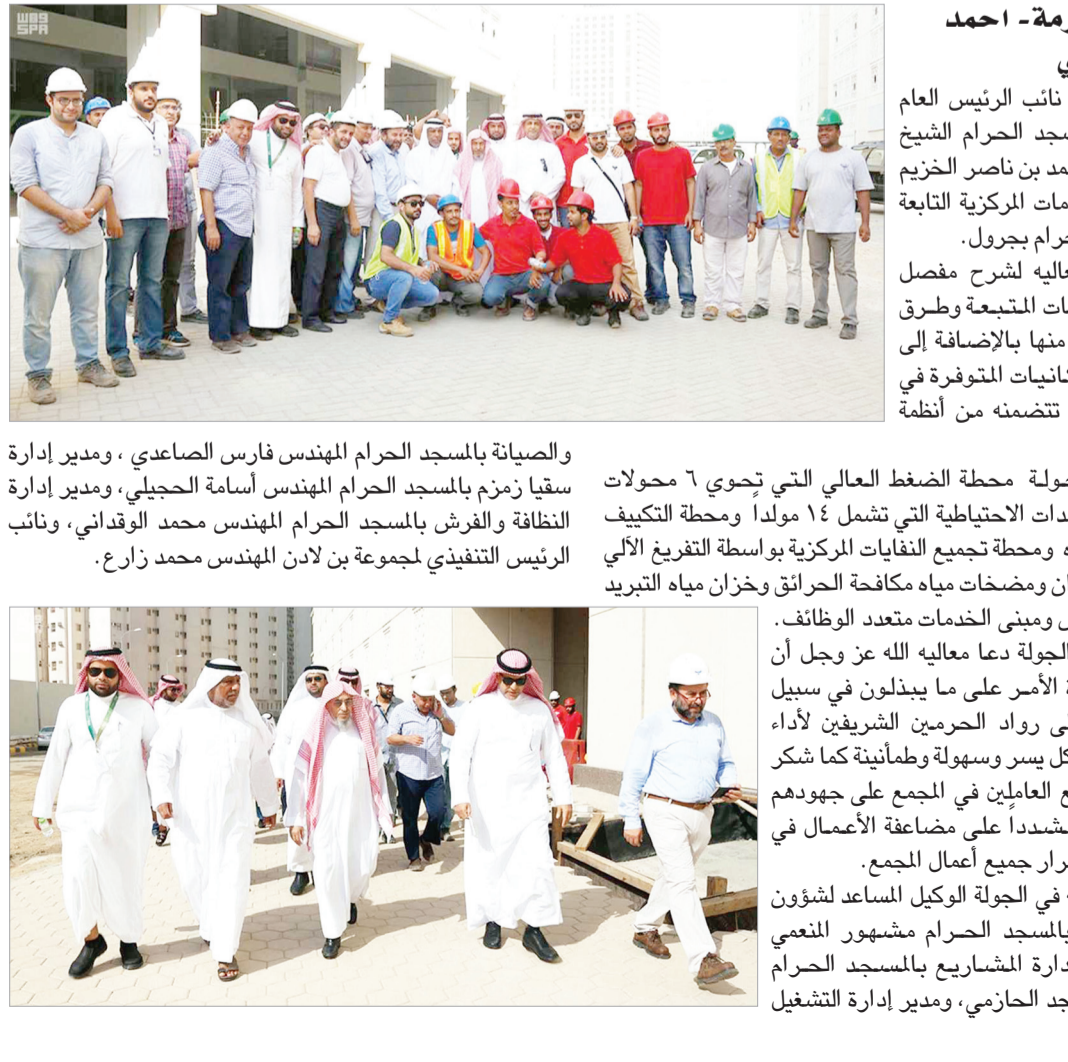 رمة- احمد
ي
نائب الرئيس العام
سجد الحرام الشيخ
مد بن ناصر الخزيم
مات المركزية التابعة
حرام بجرول.
عاليه لشرح مفصل
ات المتبعة وطرق
منها بالإضافة إلى
كانيات المتوفرة في
تتضمنه من أنظمة
جولة محطة الضغط العالي التي تحوي ٦ محولات
دات الاحتياطية التي تشمل ١٤ مولداً ومحطة التكييف
ه ومحطة تجميع النفايات المركزية بواسطة التفريغ الآلي
ان ومضخات مياه مكافحة الحرائق وخزان مياه التبريد
ل ومبنى الخدمات متعدد الوظائف.
الجولة دعا معاليه الله عز وجل أن
ة الأمر على ما يبذلون في سبيل
لى رواد الحرمين الشريفين لأداء
كل يسر وسهولة وطمأنينة كما شكر
ع العاملين في المجمع على جهودهم
شدداً على مضاعفة الأعمال في
رار جميع أعمال المجمع.
في الجولة الوكيل المساعد لشؤون
بالمسجد الحرام مشهور المنعمي
دارة المشاريع بالمسجد الحرام
جد الحازمي، ومدير إدارة التشغيل
والصيانة بالمسجد الحرام المهندس فارس الصاعدي ، ومدير إدارة
سقيا زمزم بالمسجد الحرام المهندس أسامة الحجيلي، ومدير إدارة
النظافة والفرش بالمسجد الحرام المهندس محمد الوقداني، ونائب
الرئيس التنفيذي لمجموعة بن لادن المهندس محمد زارع.
واس
SPA